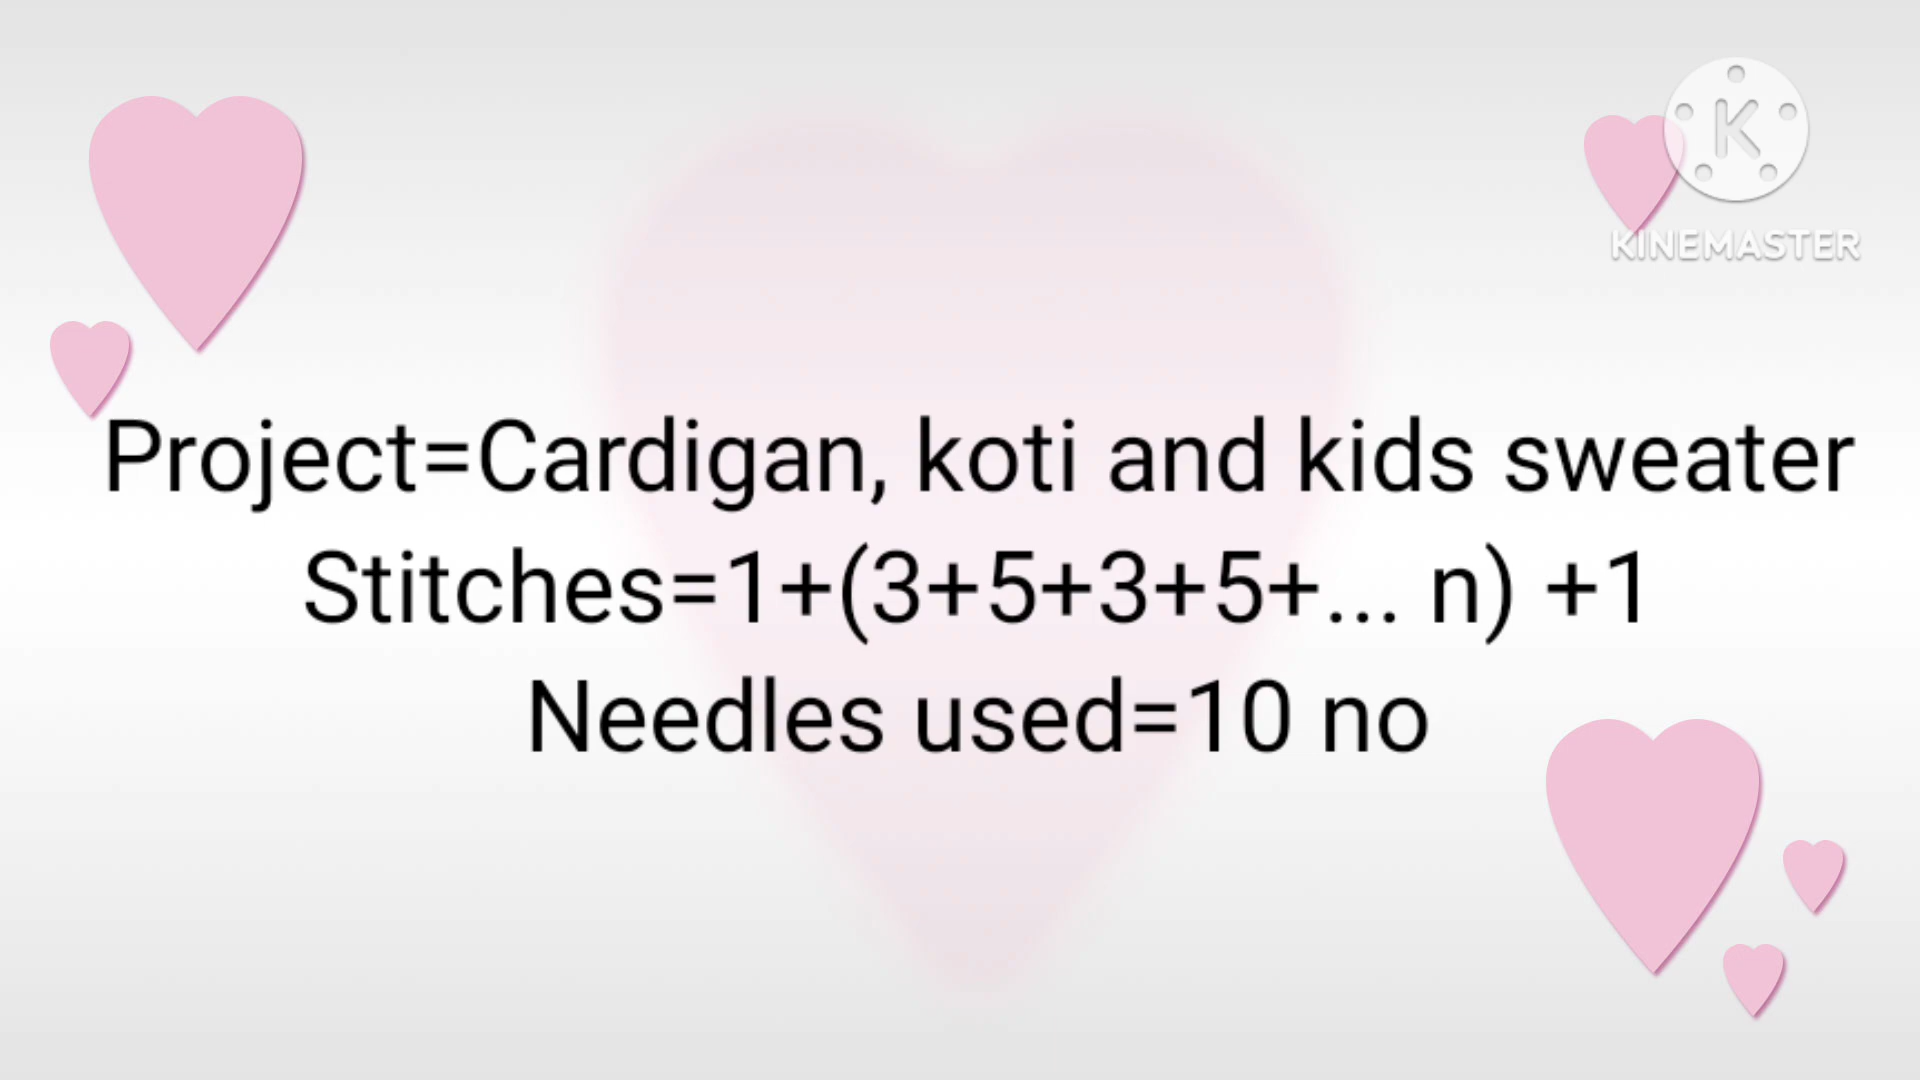 K
KINEMASTER
Project=Cardigan, koti and kids sweater
Stitches=1+(3+5+3+5+... n) +1
Needles used=10 no